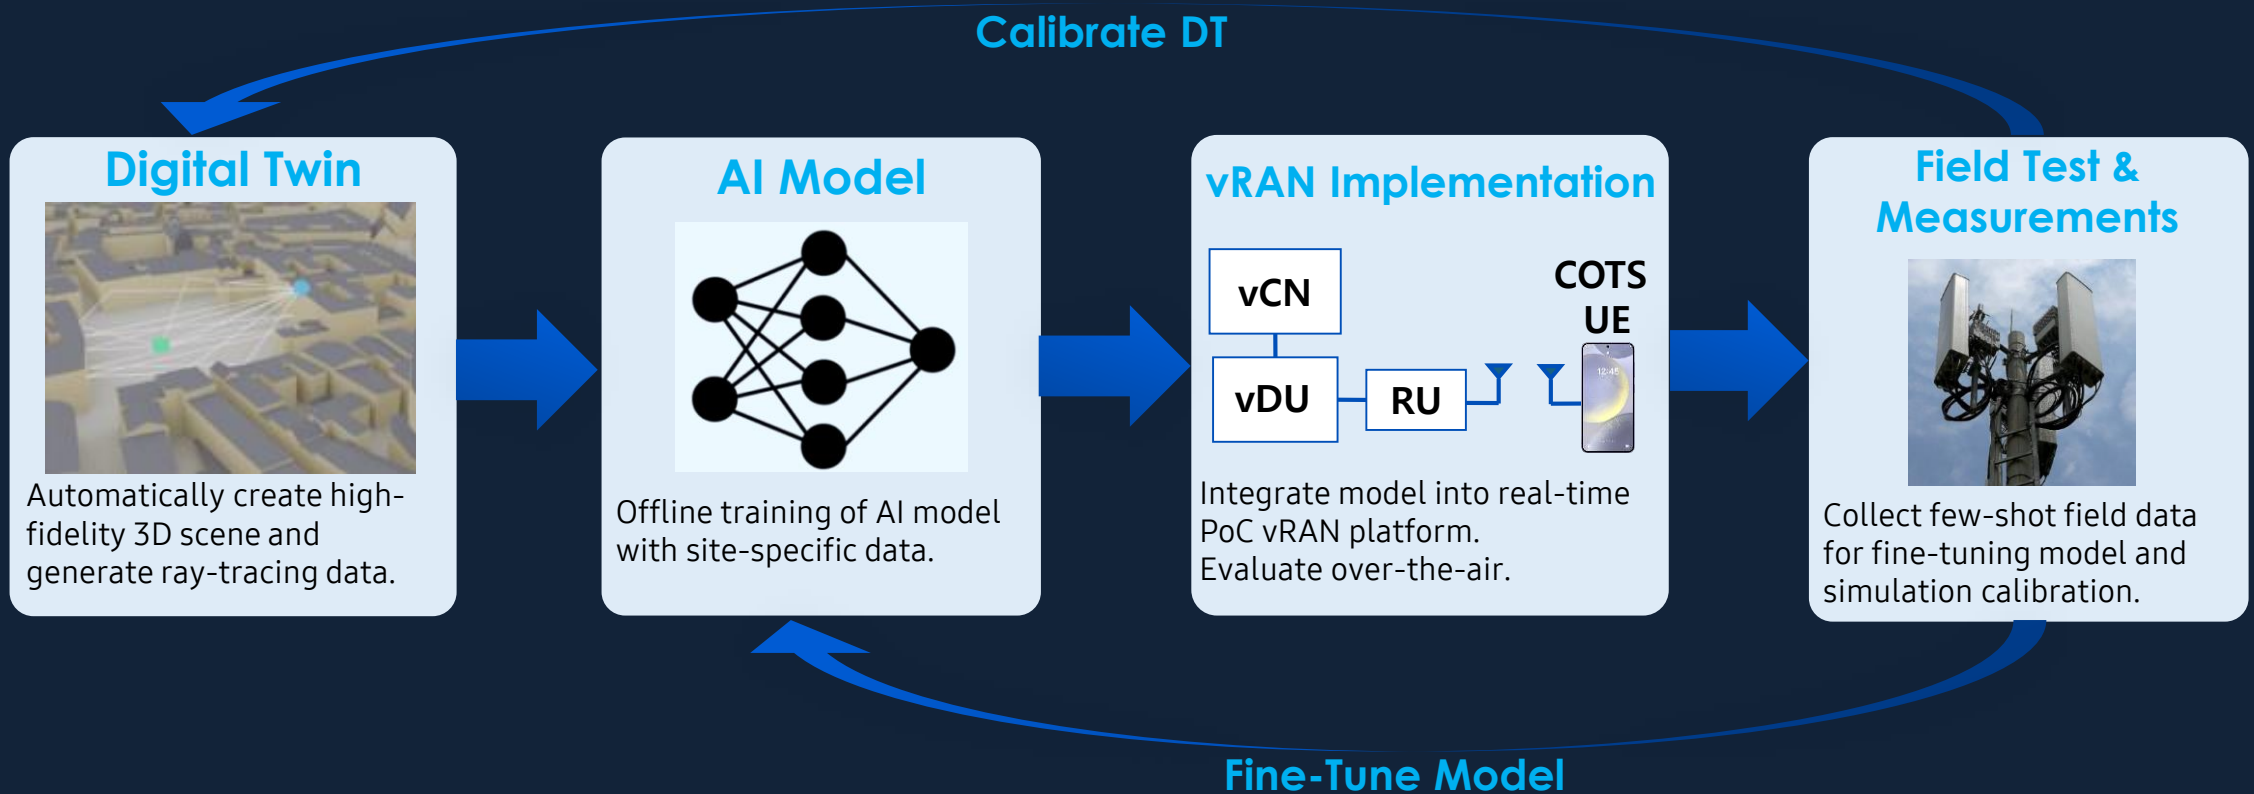 Calibrate DT
Digital Twin
Automatically create high-
fidelity 3D scene and
generate ray-tracing data.
AI Model
Offline training of AI model
with site-specific data.
vRAN Implementation
vCN
COTS
UE
12:45
vDU
RU
Integrate model into real-time
PoC vRAN platform.
Evaluate over-the-air.
Field Test &
Measurements
Collect few-shot field data
for fine-tuning model and
simulation calibration.
Fine-Tune Model